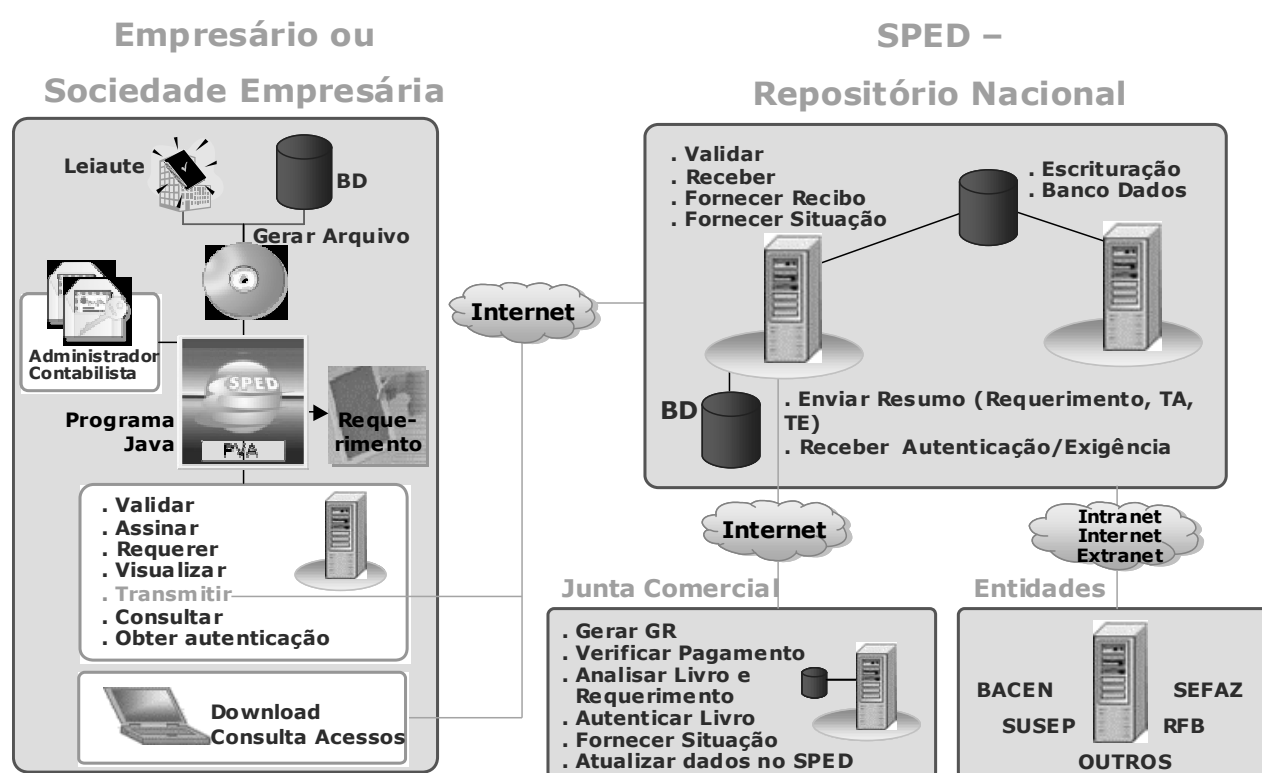 Empresário ou
Sociedade Empresária
Leiaute
BD
Gerar Arquivo
Administrador
Contabilista
SPED
Programa
Java
PVA
Reque-
rimento
. Validar
. Assinar
. Requerer
. Visualizar
. Transmitir
. Consultar
. Obter autenticação
Download
Consulta Acessos
Internet
SPED –
Repositório Nacional
. Validar
. Receber
. Fornecer Recibo
. Fornecer Situação
. Escrituração
. Banco Dados
BD
. Enviar Resumo (Requerimento, TA,
TE)
. Receber Autenticação/Exigência
Internet
Intranet
Internet
Extranet
Junta Comercial
. Gerar GR
. Verificar Pagamento
. Analisar Livro e
Requerimento
. Autenticar Livro
. Fornecer Situação
. Atualizar dados no SPED
Entidades
BACEN
SEFAZ
SUSEP
RFB
OUTROS